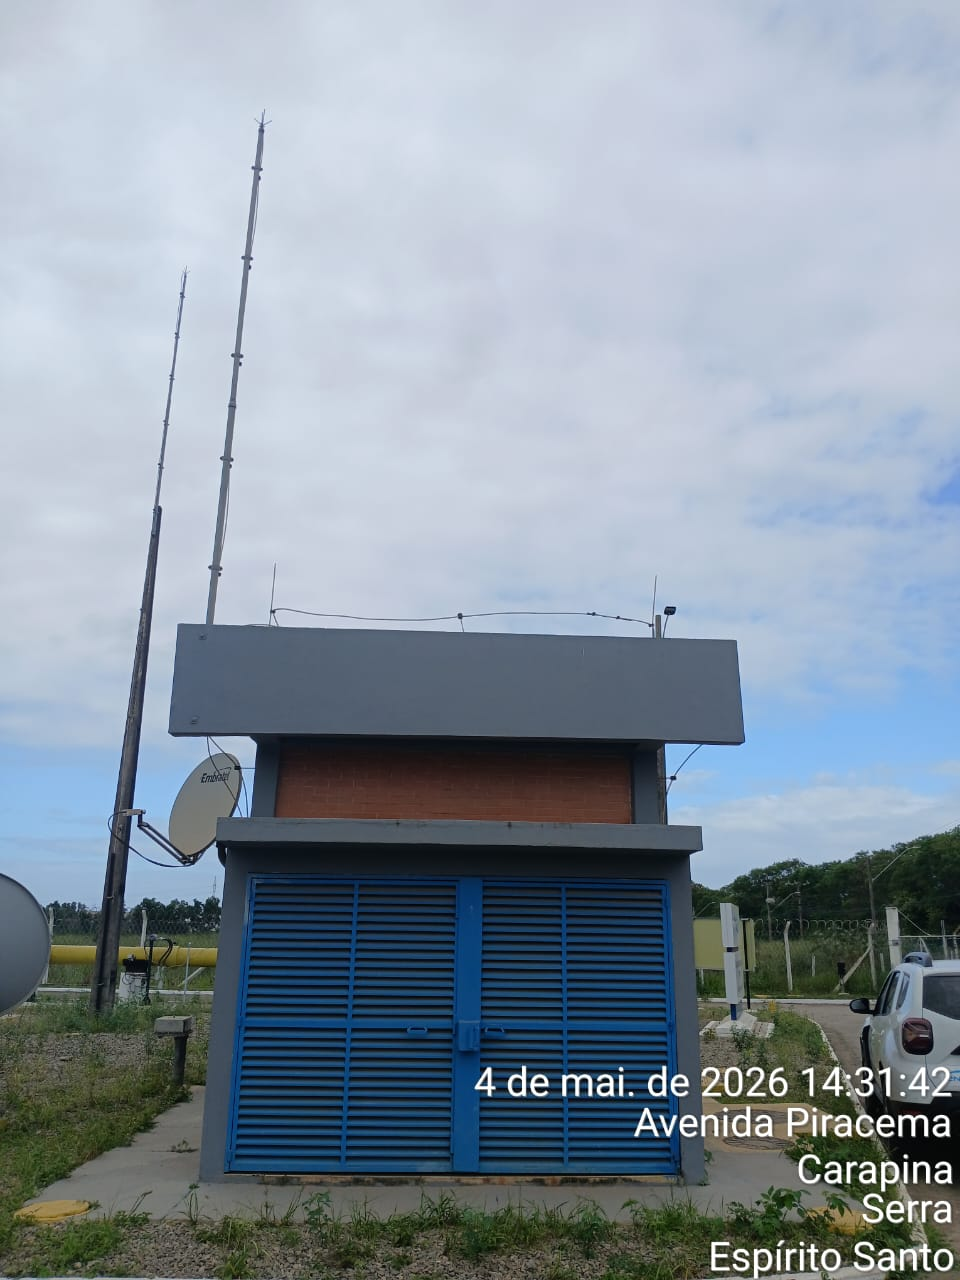 Embratel
4 de mai. de 2026 14:31:42
Avenida Piracema
Carapina
Serra
Espírito Santo